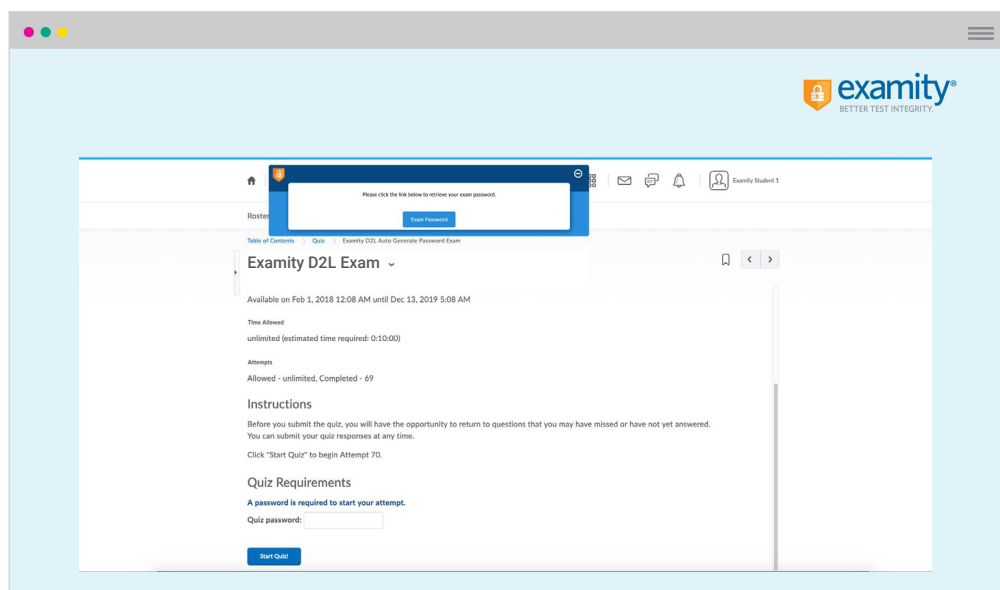 examity®
BETTER TEST INTEGRITY.
Please click the link below to retrieve your exam password.
Exam Password
Examity Student 1
Roste
Table of Contents > Quiz > Examity D2L Auto Generate Password Exam
Examity D2L Exam
Available on Feb 1, 2018 12:08 AM until Dec 13, 2019 5:08 AM
Time Allowed
unlimited (estimated time required: 0:10:00)
Attempts
Allowed - unlimited, Completed - 69
Instructions
Before you submit the quiz, you will have the opportunity to return to questions that you may have missed or have not yet answered.
You can submit your quiz responses at any time.
Click "Start Quiz" to begin Attempt 70.
Quiz Requirements
A password is required to start your attempt.
Quiz password:
Start Quiz!